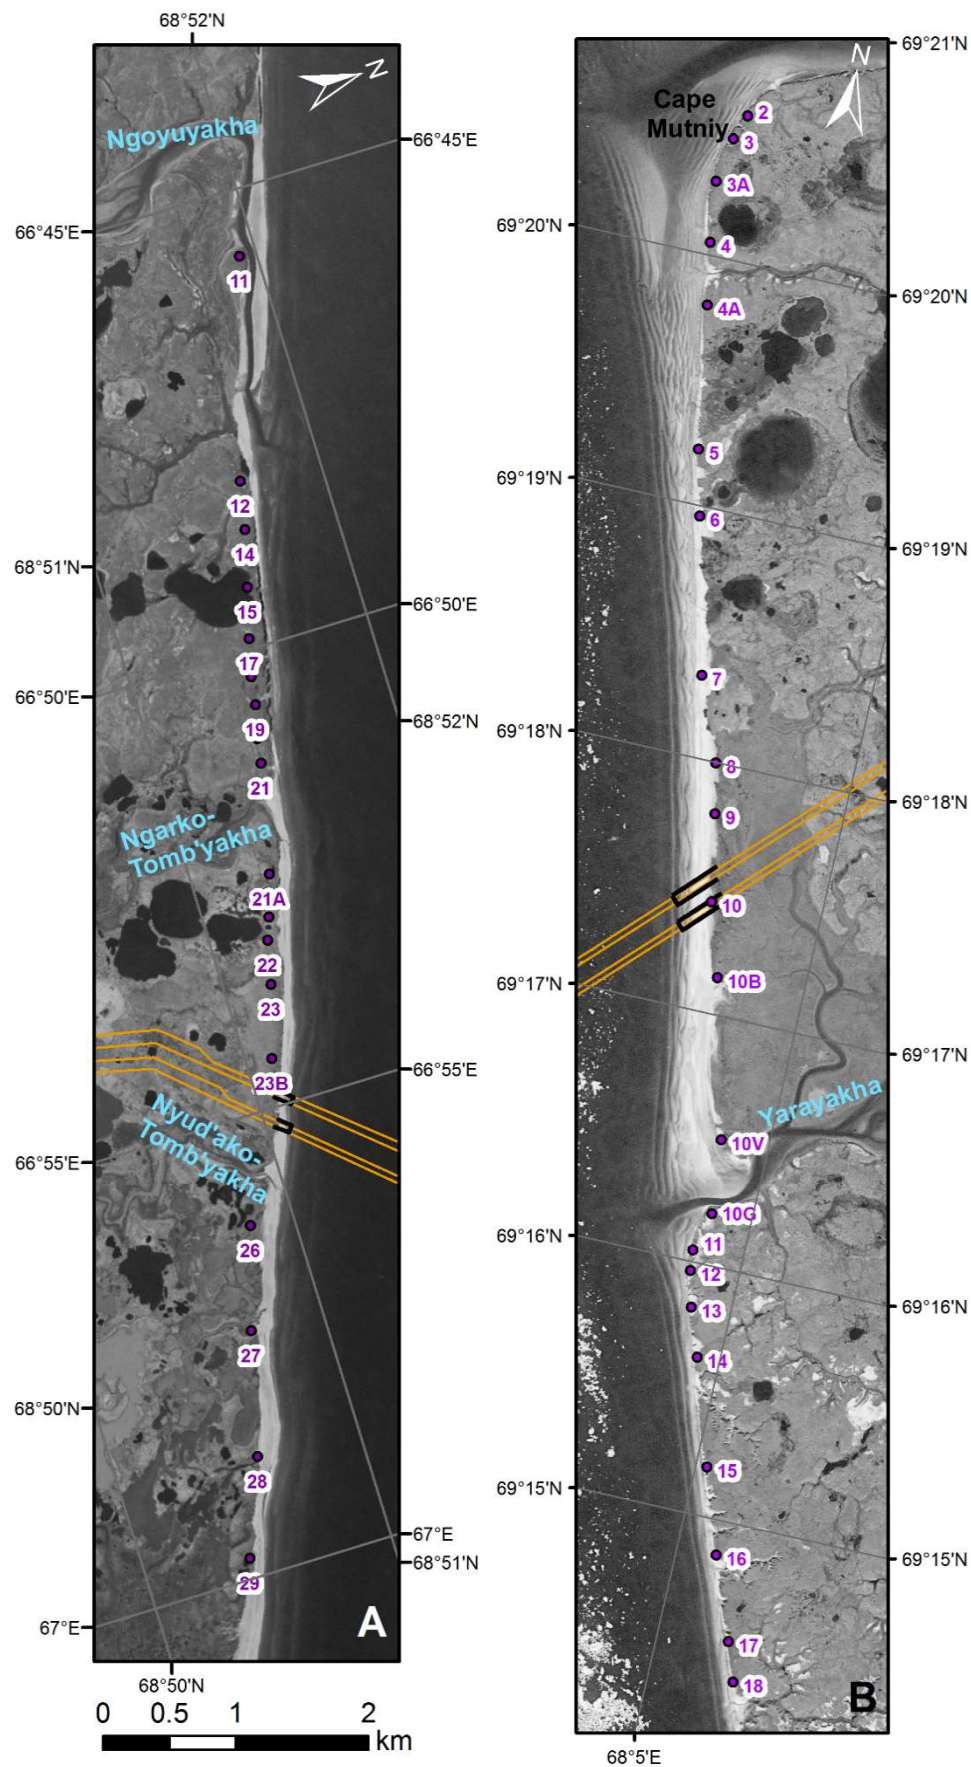 68°52'N
N
Ngoyuyakha
66°45'E
66°45'E
11
12
14
68°51'N
15
66°50'E
17
66°50'E
19
68°52'N
21
Ngarko-
Tomb'yakha
21A
22
23
23B
66°55'E
Nyud'ako-
Tomb'yakha
66°55'E
26
27
68°50'N
28
67°E
68°51'N
29
67°E
A
68°50'N
0 0.5 1 2
km
69°21'N
N
Cape
Mutniy
2
3
3A
69°20'N
4
69°20'N
4A
5
69°19'N
6
69°19'N
7
69°18'N
8
69°18'N
9
10
10B
69°17'N
69°17'N
Yarayakha
10V
10G
69°16'N
11
12
69°16'N
13
14
15
69°15'N
16
69°15'N
17
18
B
68°5'E